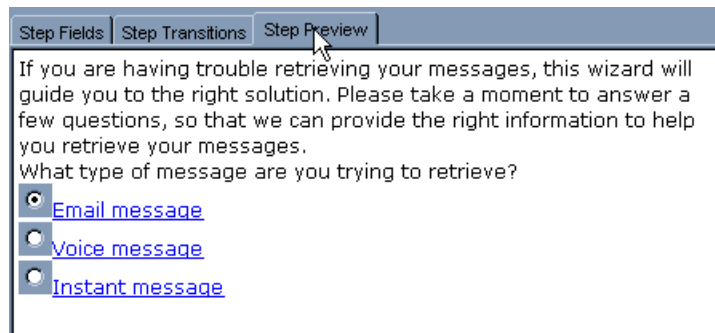 Step Fields Step Transitions Step Preview
If you are having trouble retrieving your messages, this wizard will
guide you to the right solution. Please take a moment to answer a
few questions, so that we can provide the right information to help
you retrieve your messages.
What type of message are you trying to retrieve?
Email message
Voice message
Instant message